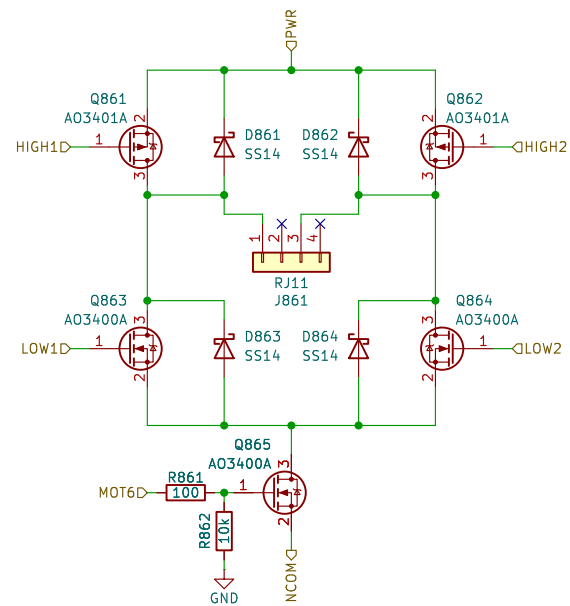 PWR
Q861
AO3401A
2
1
3
HIGH1
D861
SS14
D862
SS14
Q862
AO3401A
2
1
3
HIGH2
1
2
3
4
RJ11
J861
Q863
AO3400A
3
1
2
LOW1
D863
SS14
D864
SS14
Q864
AO3400A
3
1
2
LOW2
Q865
AO3400A
3
1
2
MOT6
R861
100
R862
10k
GND
NCOM